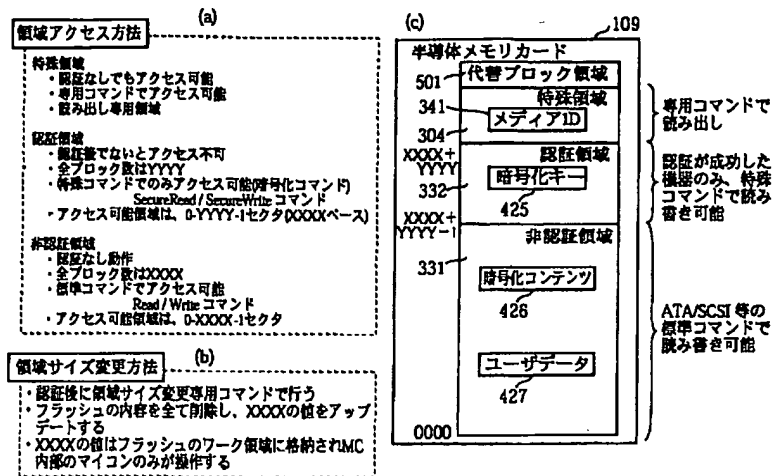 (a)
領域アクセス方法
特殊領域
・認証なしでもアクセス可能
・専用コマンドでアクセス可能
・読み出し専用領域
認証領域
・認証後でないとアクセス不可
・全ブロック数はYYYY
・特殊コマンドでのみアクセス可能(暗号化コマンド)
SecureRead / SecureWrite コマンド
・アクセス可能領域は、0-YYYY-1セクタ(XXXXベース)
非認証領域
・認証なし動作
・全ブロック数はXXXX
・標準コマンドでアクセス可能
Read / Write コマンド
・アクセス可能領域は、0-XXXX-1セクタ
(b)
領域サイズ変更方法
・認証後に領域サイズ変更専用コマンドで行う
・フラッシュの内容を全て削除し、XXXXの値をアップ
デートする
・XXXXの値はフラッシュのワーク領域に格納されMC
内部のマイコンのみが操作する
(c)
109
半導体メモリカード
501
代替ブロック領域
341
特殊領域
メディアID
304
専用コマンドで
読み出し
XXXX+
YYYY
認証領域
332
暗号化キー
425
認証が成功した
機器のみ、特殊
コマンドで読み
書き可能
XXXX+
YYYY-1
非認証領域
331
暗号化コンテンツ
426
ユーザデータ
427
ATA/SCSI 等の
標準コマンドで
読み書き可能
0000